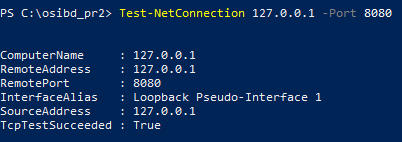 PS C:\osibd_pr2> Test-NetConnection 127.0.0.1 -Port 8080
ComputerName     : 127.0.0.1
RemoteAddress    : 127.0.0.1
RemotePort       : 8080
InterfaceAlias   : Loopback Pseudo-Interface 1
SourceAddress    : 127.0.0.1
TcpTestSucceeded : True